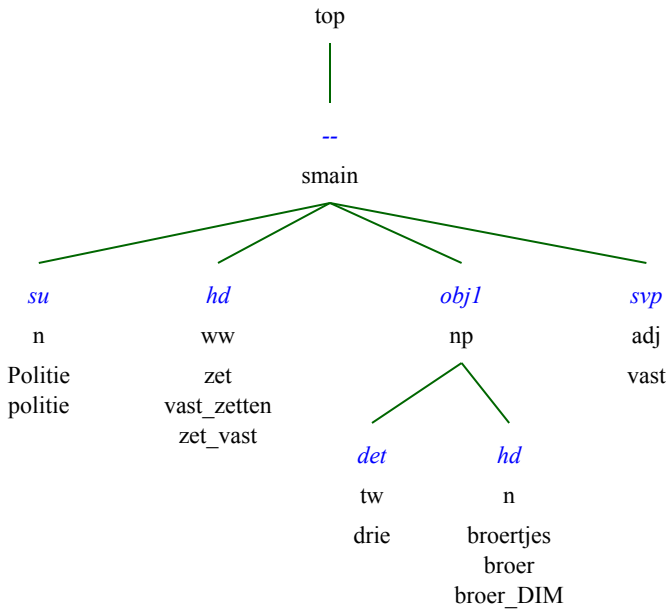 top
--
smain
su hd obj1 svp
n ww np adj
Politie zet vast
politie vast_zetten
zet_vast
det hd
tw n
drie broertjes
broer
broer_DIM